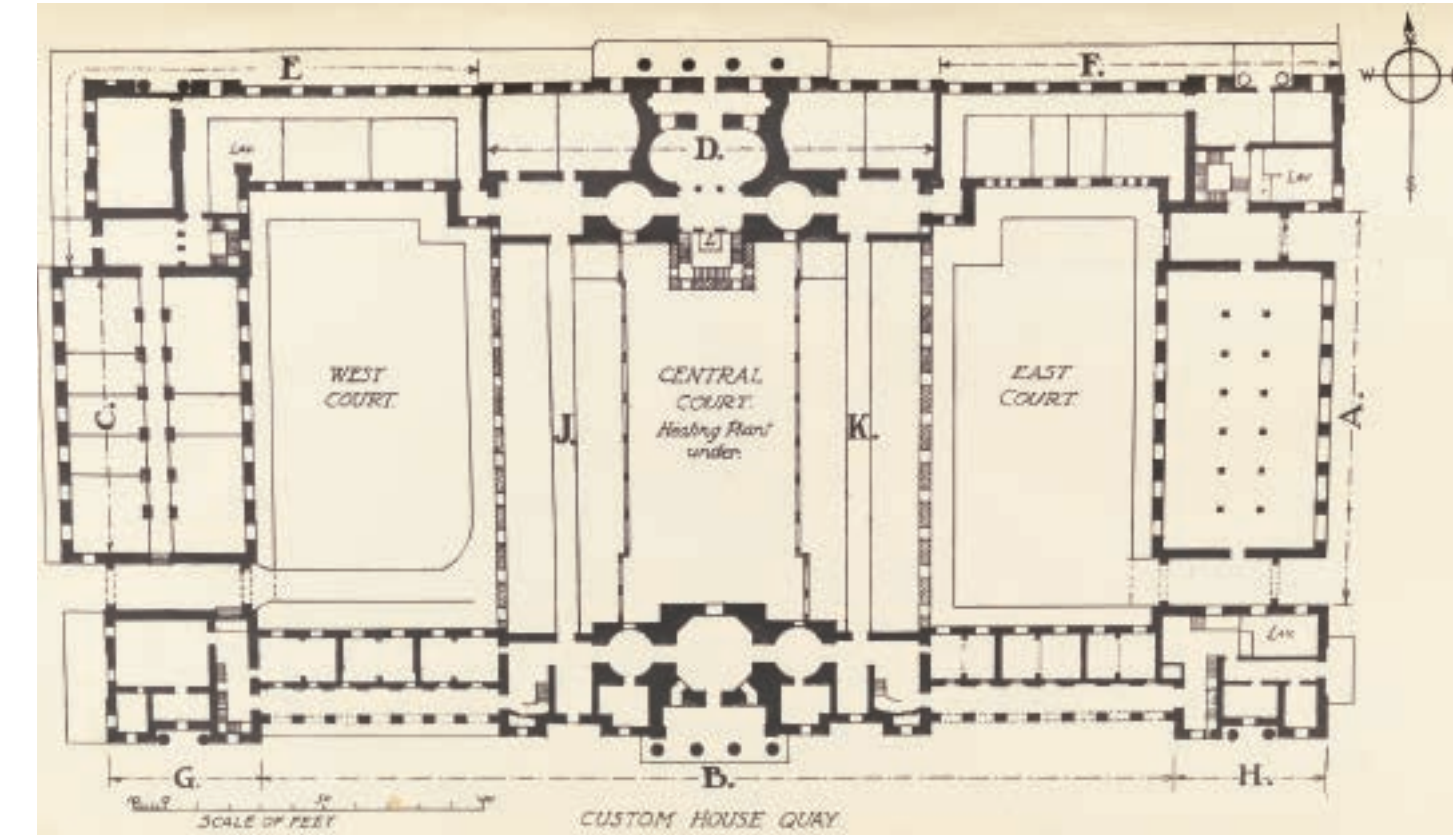 E
F.
N
W
S
D.
Lav
Lav
WEST
COURT.
CENTRAL
COURT.
Heating Plant
under.
EAST
COURT.
C.
J.
K.
A.
L
Lav
G.
B.
H.
SCALE OF FEET
CUSTOM HOUSE QUAY